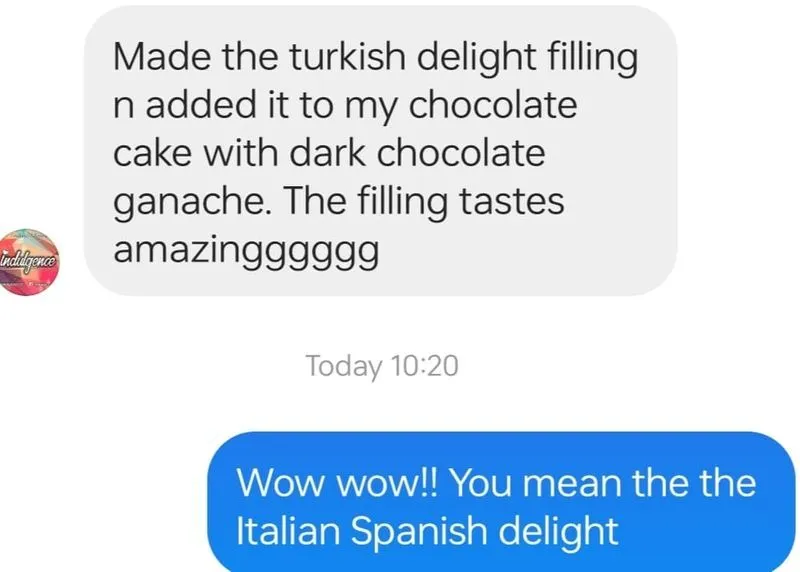 Made the turkish delight filling
n added it to my chocolate
cake with dark chocolate
ganache. The filling tastes
amazingggggg
Indulgence
Today 10:20
Wow wow!! You mean the the
Italian Spanish delight